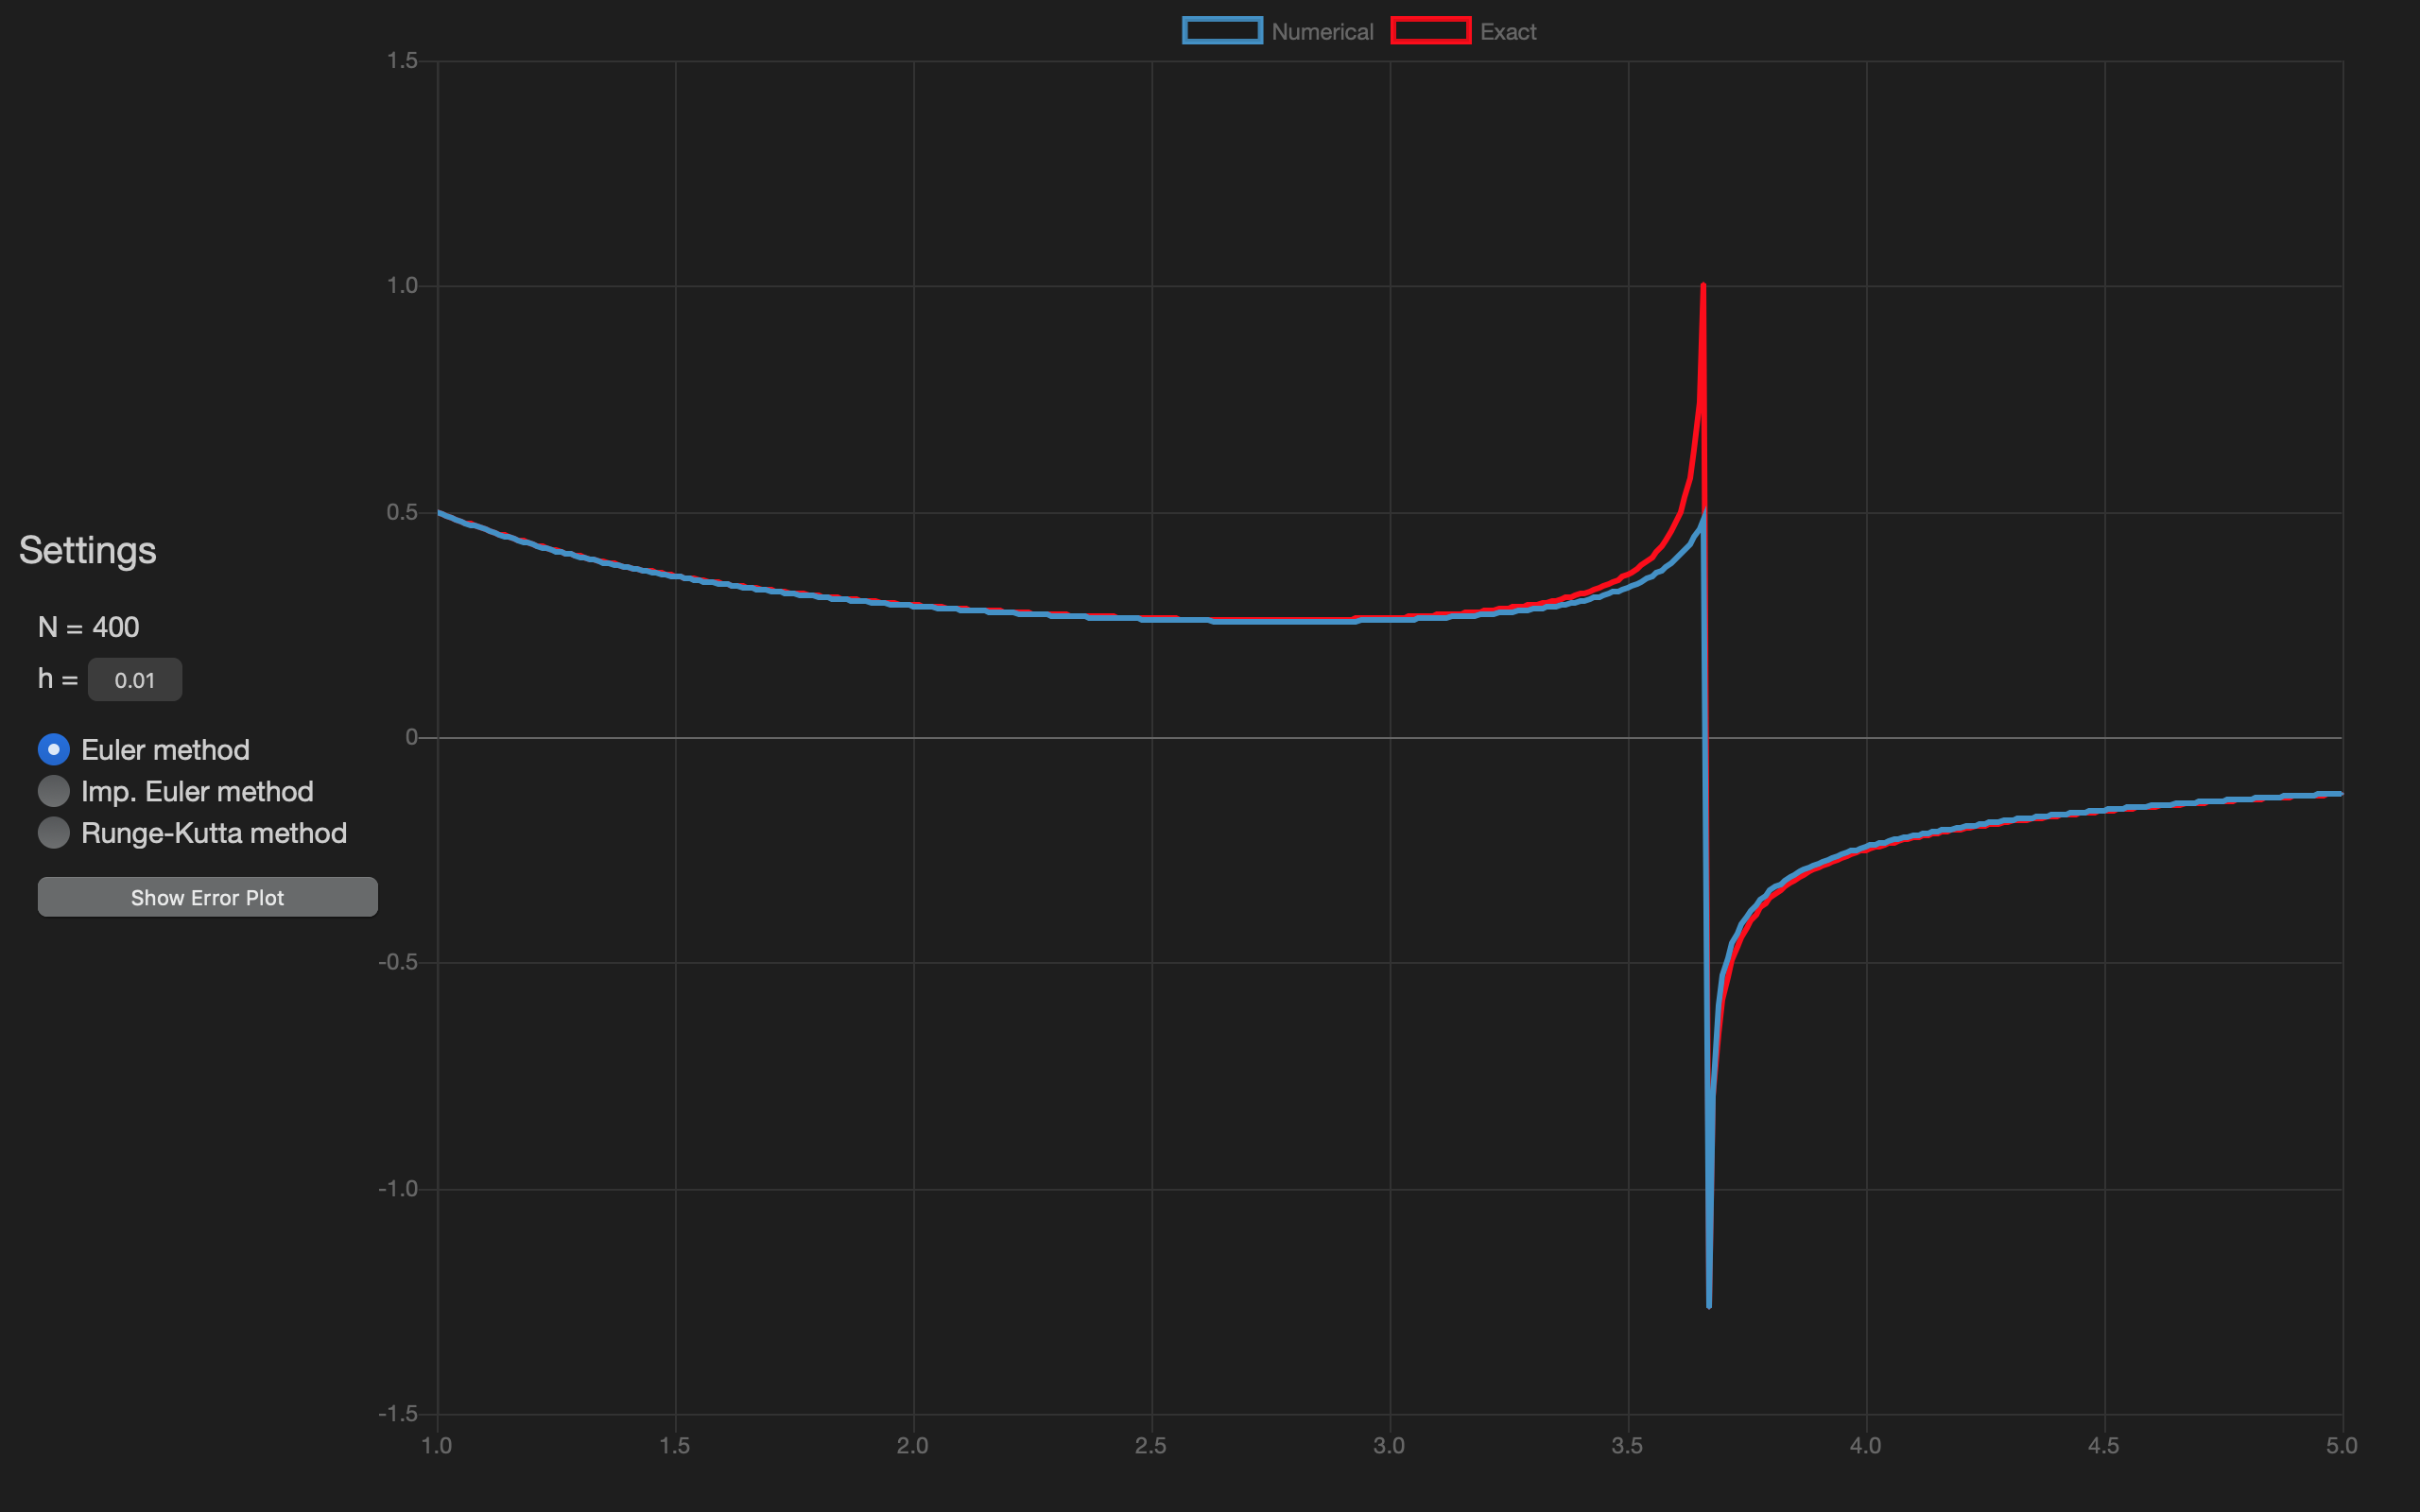 Numerical Exact
1.5
1.0
0.5
0
-0.5
-1.0
-1.5
1.0 1.5 2.0 2.5 3.0 3.5 4.0 4.5 5.0
Settings
N = 400
h = 0.01
Euler method
Imp. Euler method
Runge-Kutta method
Show Error Plot